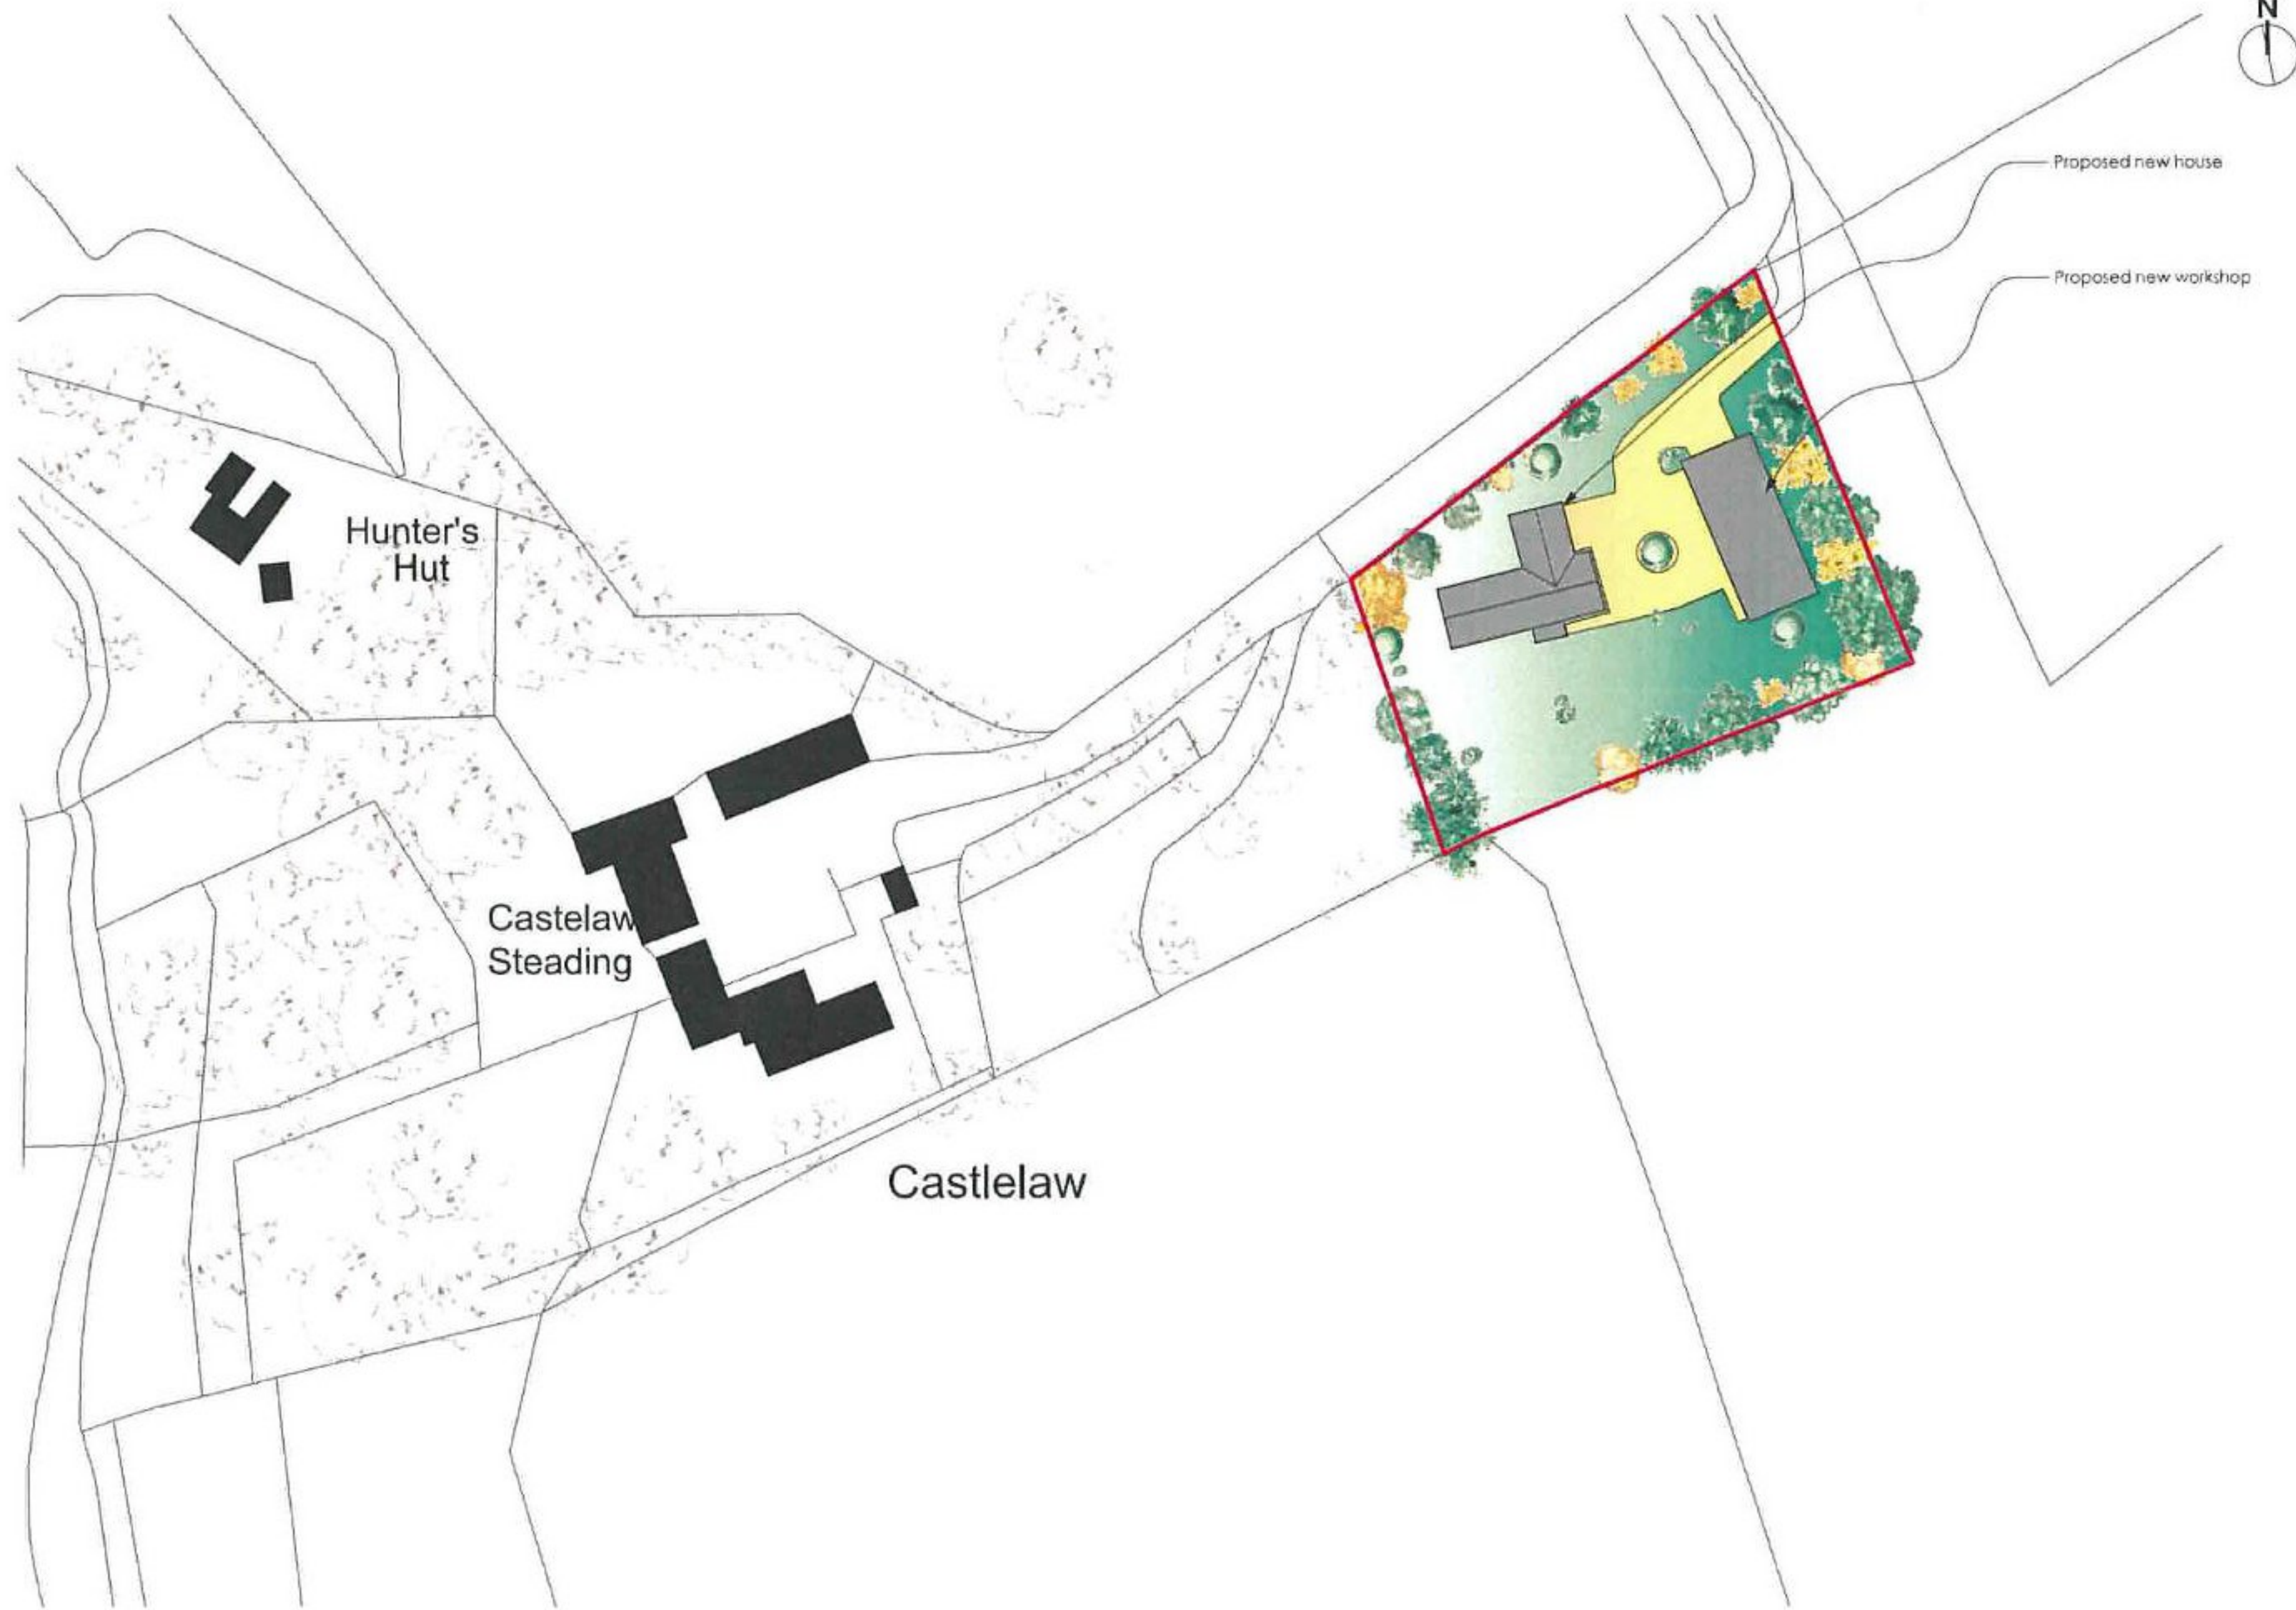 N
Proposed new house
Proposed new workshop
Hunter's
Hut
Castelaw
Steading
Castlelaw